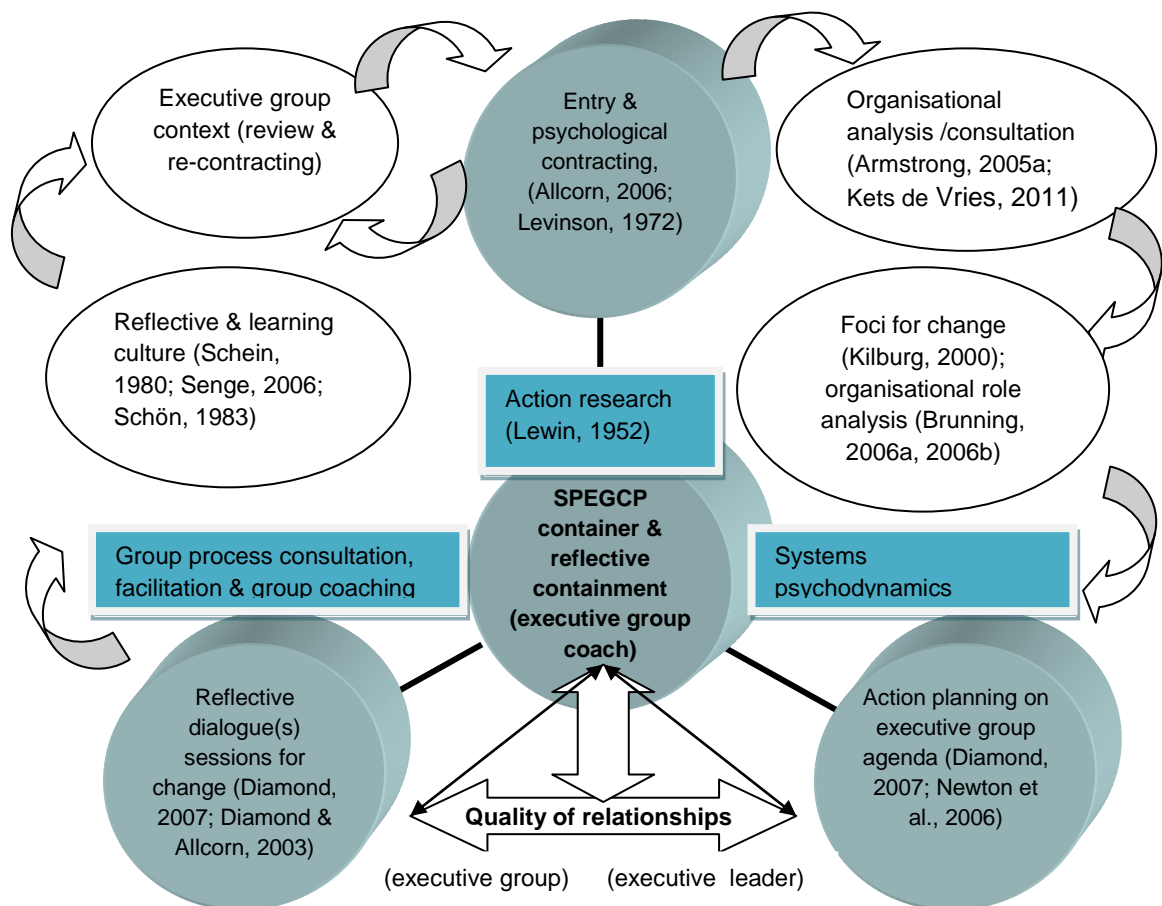 Executive group
context (review &
re-contracting)
Entry &
psychological
contracting,
(Allcorn, 2006;
Levinson, 1972)
Organisational
analysis /consultation
(Armstrong, 2005a;
Kets de Vries, 2011)
Reflective & learning
culture (Schein,
1980; Senge, 2006;
Schön, 1983)
Foci for change
(Kilburg, 2000);
organisational role
analysis (Brunning,
2006a, 2006b)
Action research
(Lewin, 1952)
SPEGCP
container &
reflective
containment
(executive group
coach)
Group process consultation,
facilitation & group coaching
Systems
psychodynamics
Reflective
dialogue(s)
sessions for
change (Diamond,
2007; Diamond &
Allcorn, 2003)
Action planning on
executive group
agenda (Diamond,
2007; Newton et
al., 2006)
Quality of relationships
(executive group) (executive leader)